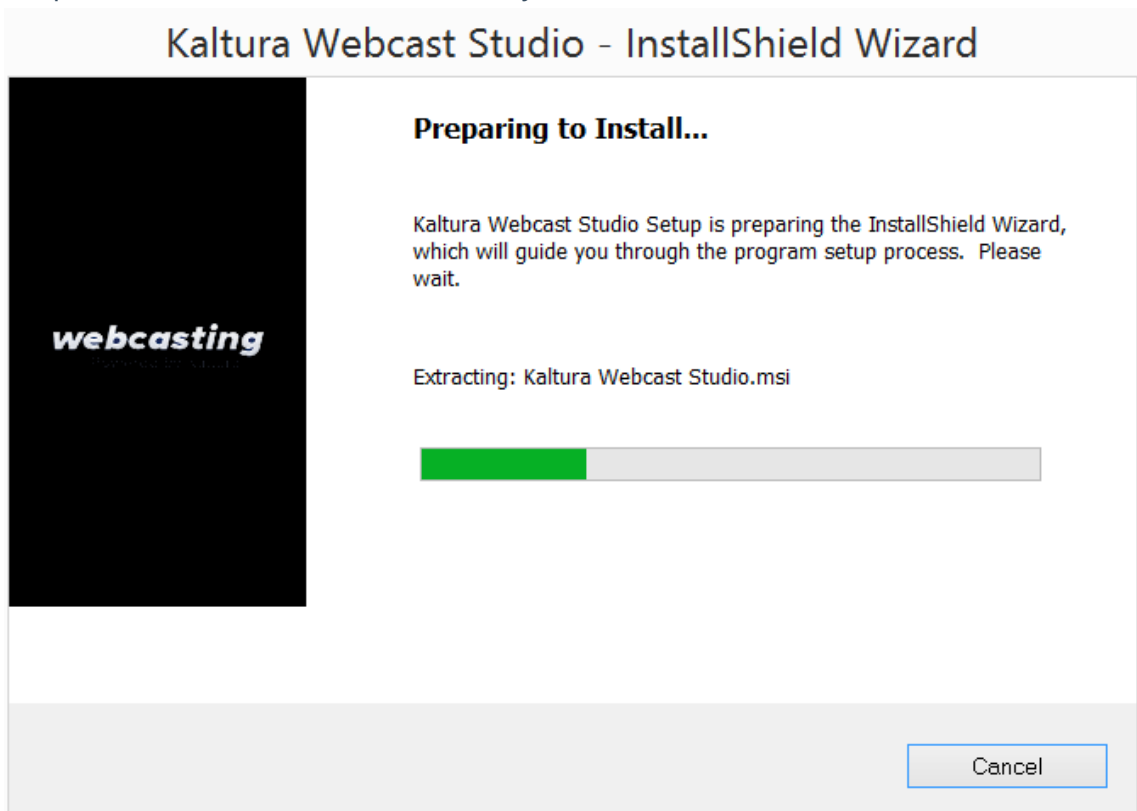 Kaltura Webcast Studio - InstallShield Wizard
Preparing to Install...
Kaltura Webcast Studio Setup is preparing the InstallShield Wizard,
which will guide you through the program setup process.  Please
wait.
webcasting
Extracting: Kaltura Webcast Studio.msi
Cancel